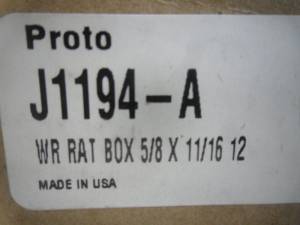 Proto
J1194-A
WR RAT BOX 5/8 X 11/16 12
MADE IN USA